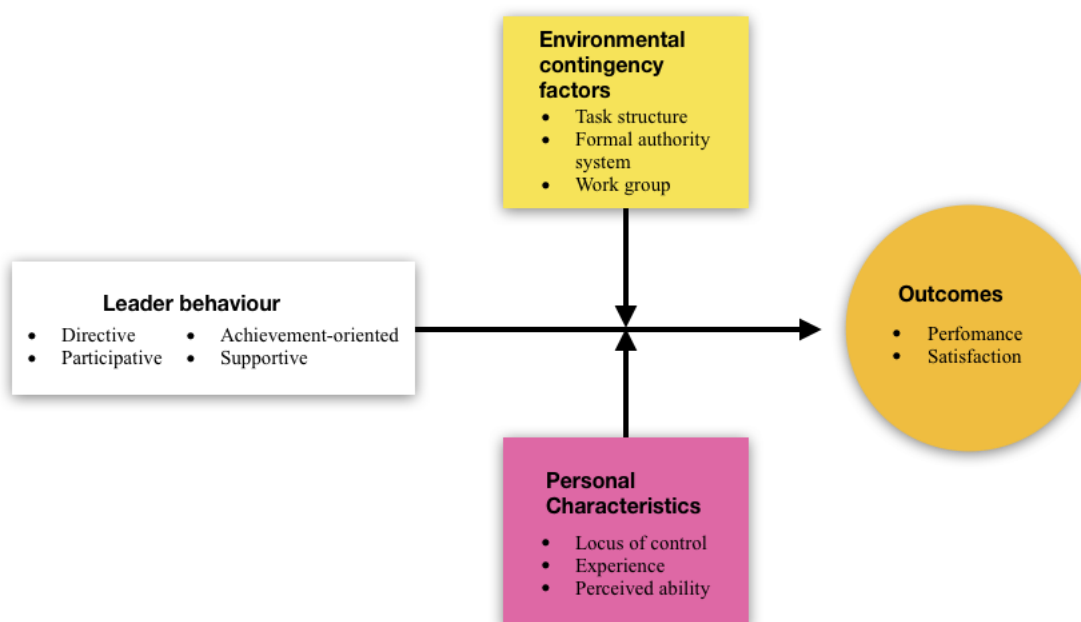 Environmental
contingency
factors
• Task structure
• Formal authority
system
• Work group
Leader behaviour
• Directive • Achievement-oriented
• Participative • Supportive
Outcomes
• Perfomance
• Satisfaction
Personal
Characteristics
• Locus of control
• Experience
• Perceived ability